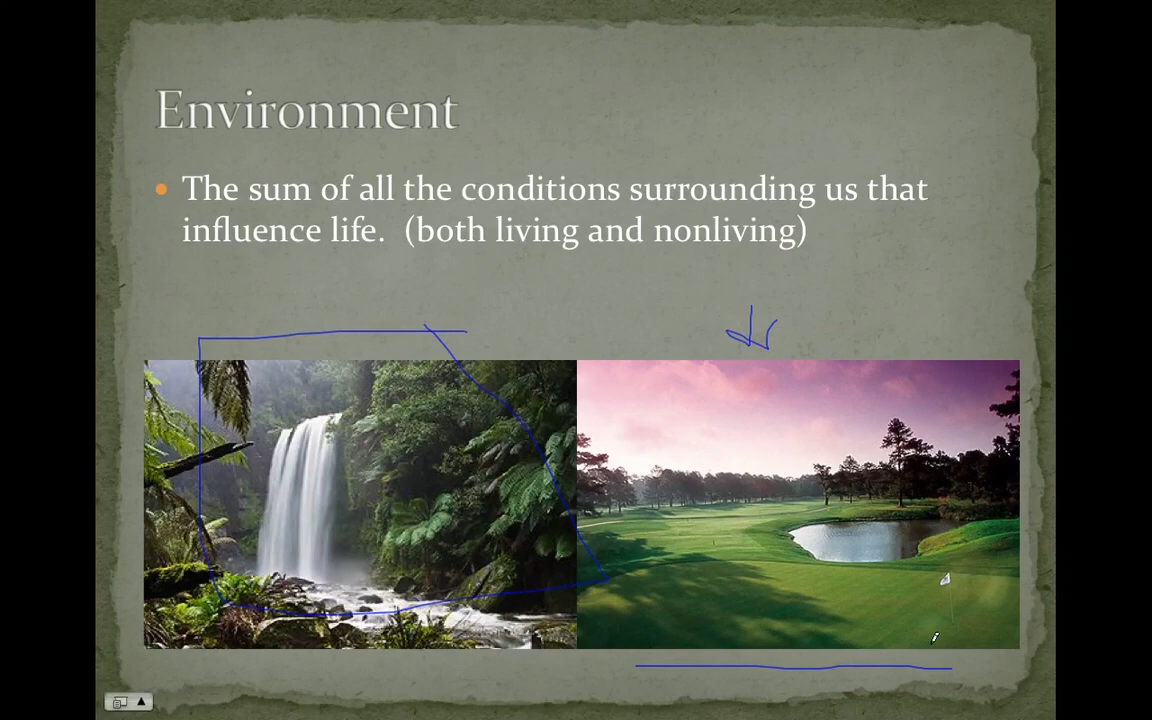 Environment
The sum of all the conditions surrounding us that
influence life. (both living and nonliving)